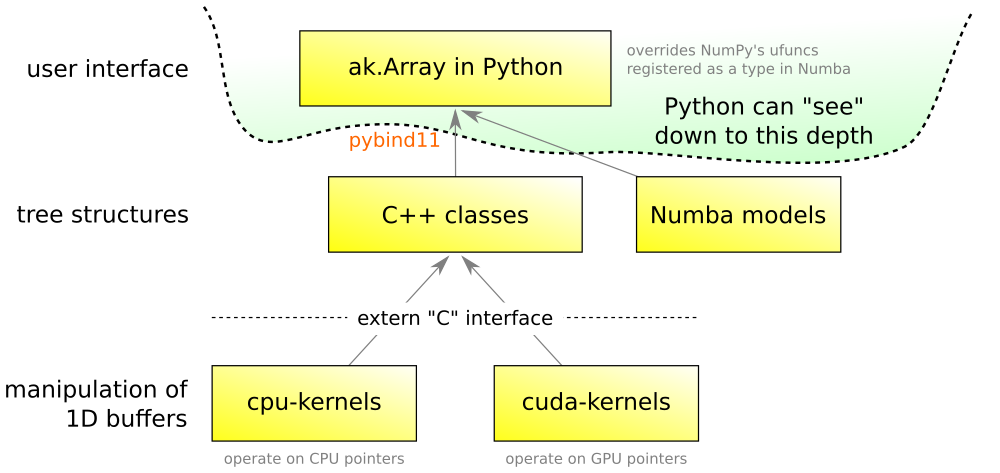 user interface
ak.Array in Python
overrides NumPy's ufuncs
registered as a type in Numba
Python can "see"
down to this depth
pybind11
tree structures
C++ classes
Numba models
extern "C" interface
manipulation of
1D buffers
cpu-kernels
cuda-kernels
operate on CPU pointers
operate on GPU pointers